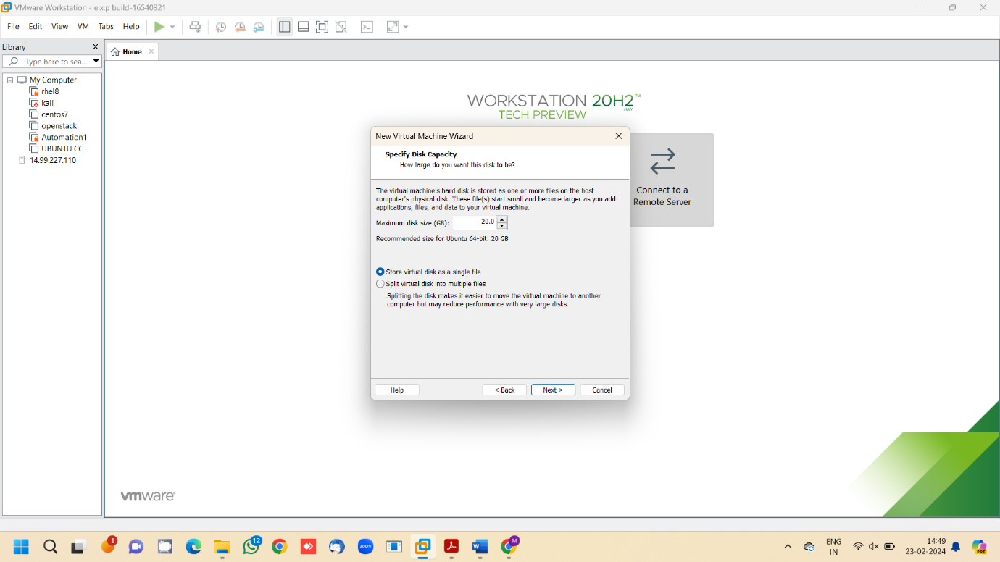 VMware Workstation - e.x.p build-16540321
File Edit View VM Tabs Help
Library
Home
Type here to sea...
My Computer
rhel8
kali
centos7
openstack
Automation1
UBUNTU CC
14.99.227.110
WORKSTATION 20H2™
JULY
TECH PREVIEW
Connect to a
Remote Server
New Virtual Machine Wizard
Specify Disk Capacity
How large do you want this disk to be?
The virtual machine's hard disk is stored as one or more files on the host
computer's physical disk. These file(s) start small and become larger as you add
applications, files, and data to your virtual machine.
Maximum disk size (GB): 20.0
Recommended size for Ubuntu 64-bit: 20 GB
Store virtual disk as a single file
Split virtual disk into multiple files
Splitting the disk makes it easier to move the virtual machine to another
computer but may reduce performance with very large disks.
Help < Back Next > Cancel
vmware®
1
12
zoom
M
ENG
IN
14:49
23-02-2024
PRE